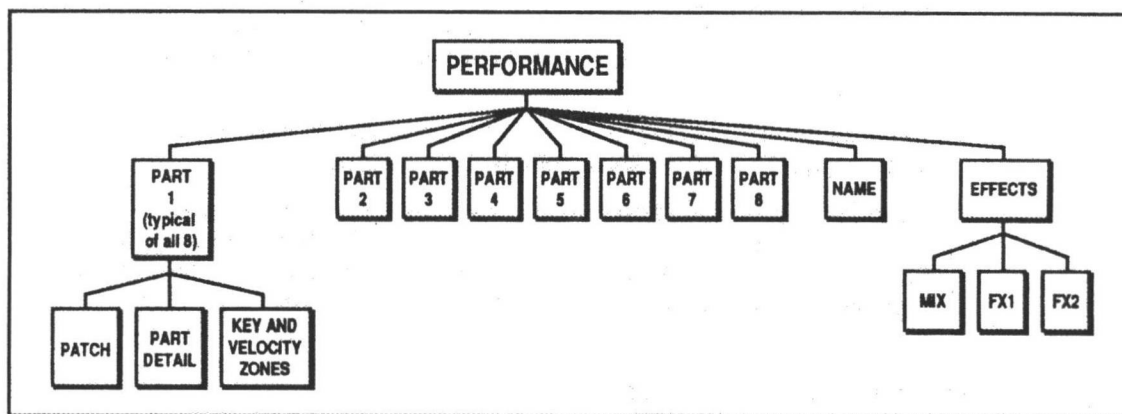 PERFORMANCE
PART
1
(typical
of all 8)
PART
2
PART
3
PART
4
PART
5
PART
6
PART
7
PART
8
NAME
EFFECTS
PATCH
PART
DETAIL
KEY AND
VELOCITY
ZONES
MIX
FX1
FX2